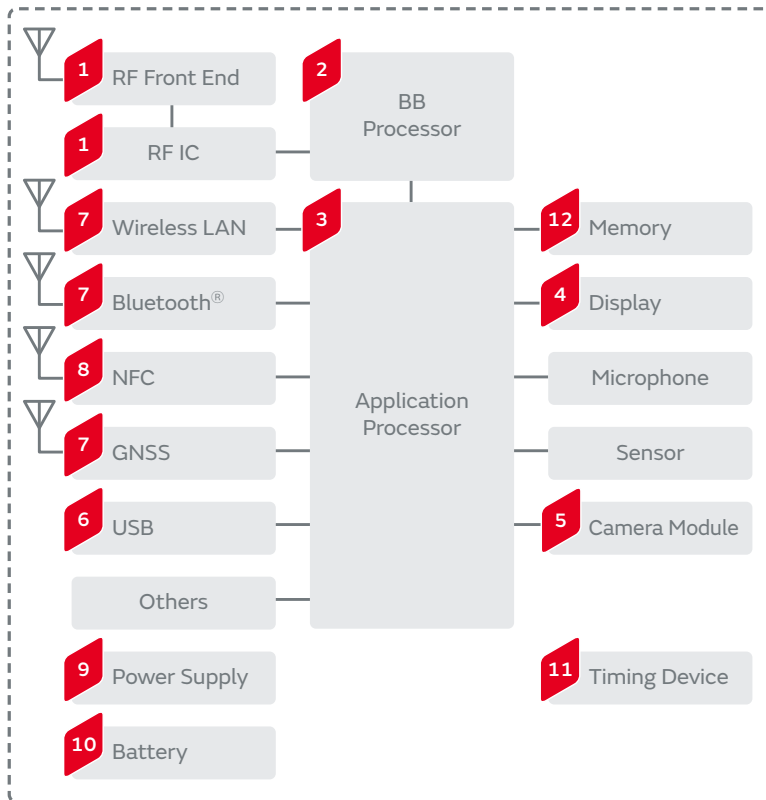 1 RF Front End
2 BB
Processor
1 RF IC
7 Wireless LAN
3 Application
Processor
12 Memory
7 Bluetooth®
4 Display
8 NFC
Microphone
7 GNSS
Sensor
6 USB
5 Camera Module
Others
9 Power Supply
11 Timing Device
10 Battery